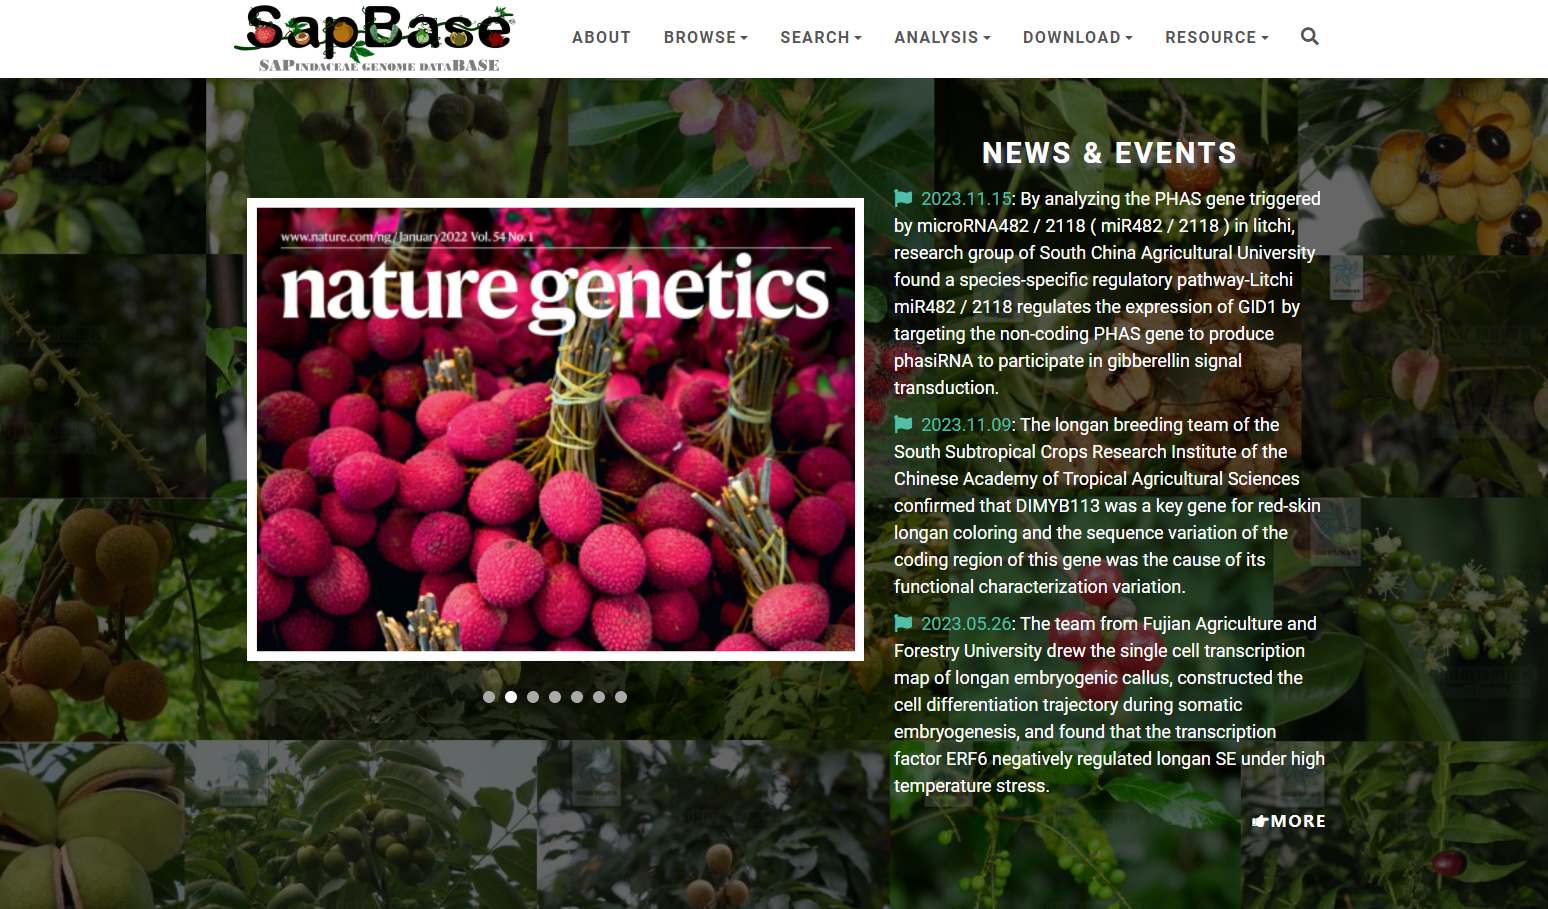 SapBase
SAPINDACEAE GENOME DATABASE
ABOUT
BROWSE
SEARCH
ANALYSIS
DOWNLOAD
RESOURCE
www.nature.com/ng/January2022 Vol. 54 No. 1
nature genetics
NEWS & EVENTS
2023.11.15: By analyzing the PHAS gene triggered
by microRNA482 / 2118 ( miR482 / 2118 ) in litchi,
research group of South China Agricultural University
found a species-specific regulatory pathway-Litchi
miR482 / 2118 regulates the expression of GID1 by
targeting the non-coding PHAS gene to produce
phasiRNA to participate in gibberellin signal
transduction.
2023.11.09: The longan breeding team of the
South Subtropical Crops Research Institute of the
Chinese Academy of Tropical Agricultural Sciences
confirmed that DIMYB113 was a key gene for red-skin
longan coloring and the sequence variation of the
coding region of this gene was the cause of its
functional characterization variation.
2023.05.26: The team from Fujian Agriculture and
Forestry University drew the single cell transcription
map of longan embryogenic callus, constructed the
cell differentiation trajectory during somatic
embryogenesis, and found that the transcription
factor ERF6 negatively regulated longan SE under high
temperature stress.
MORE